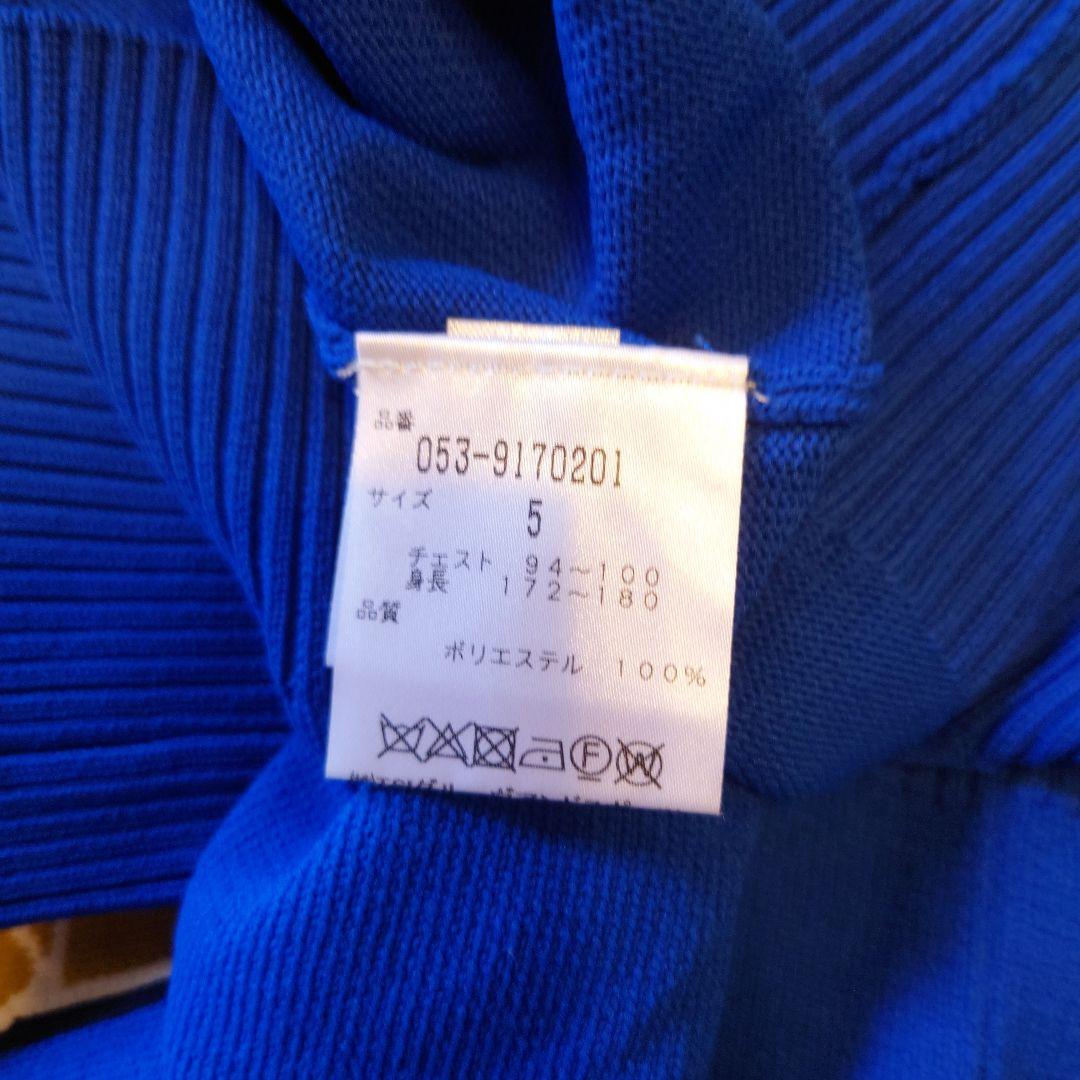 品番
053-9170201
サイズ
5
チェスト 94～100
身長 172～180
品質
ポリエステル 100%
F
W